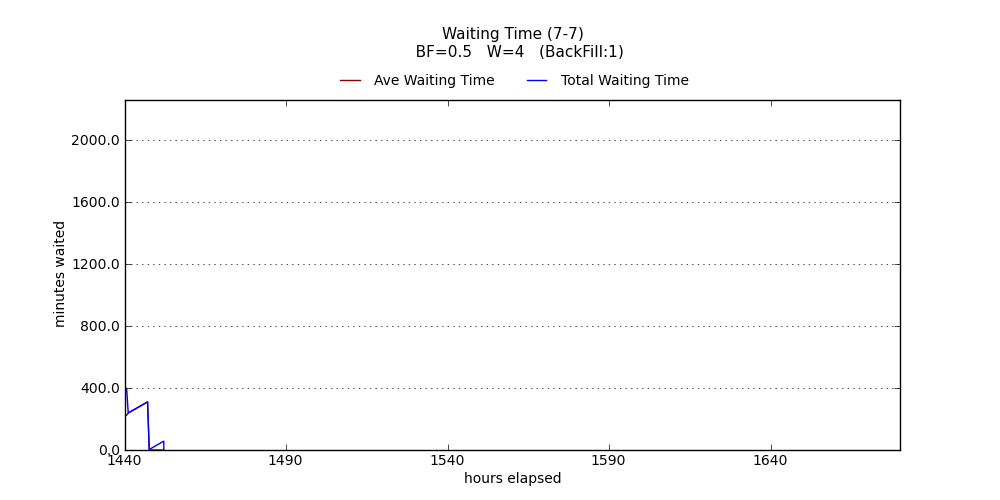 Waiting Time (7-7)
BF=0.5 W=4 (BackFill:1)
Ave Waiting Time Total Waiting Time
2000.0
1600.0
1200.0
800.0
400.0
0.0
minutes waited
1440 1490 1540 1590 1640
hours elapsed